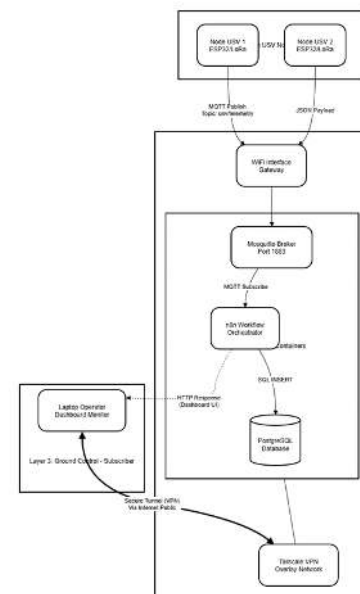 Node USV 1
ESP32/LoRa
Node USV 2
ESP32/LoRa
MQTT Publish
Topic: usv/telemetry
JSON Payload
WiFi Interface
Gateway
Mosquitto Broker
Port 1883
MQTT Subscribe
n8n Workflow
Orchestrator
SQL INSERT
HTTP Response
(Dashboard UI)
PostgreSQL
Database
Laptop Operator
Dashboard Monitor
Layer 3: Ground Control - Subscriber
Secure Tunnel (VPN)
Via Internet Public
Tailscale VPN
Overlay Network